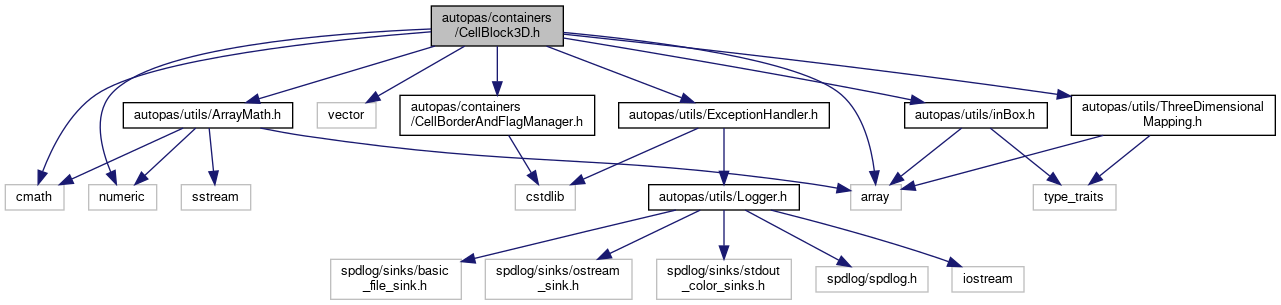 autopas/containers
/CellBlock3D.h
autopas/utils/ArrayMath.h
vector
autopas/containers
/CellBorderAndFlagManager.h
autopas/utils/ExceptionHandler.h
autopas/utils/inBox.h
autopas/utils/ThreeDimensional
Mapping.h
cmath
numeric
sstream
cstdlib
autopas/utils/Logger.h
array
type_traits
spdlog/sinks/basic
_file_sink.h
spdlog/sinks/ostream
_sink.h
spdlog/sinks/stdout
_color_sinks.h
spdlog/spdlog.h
iostream